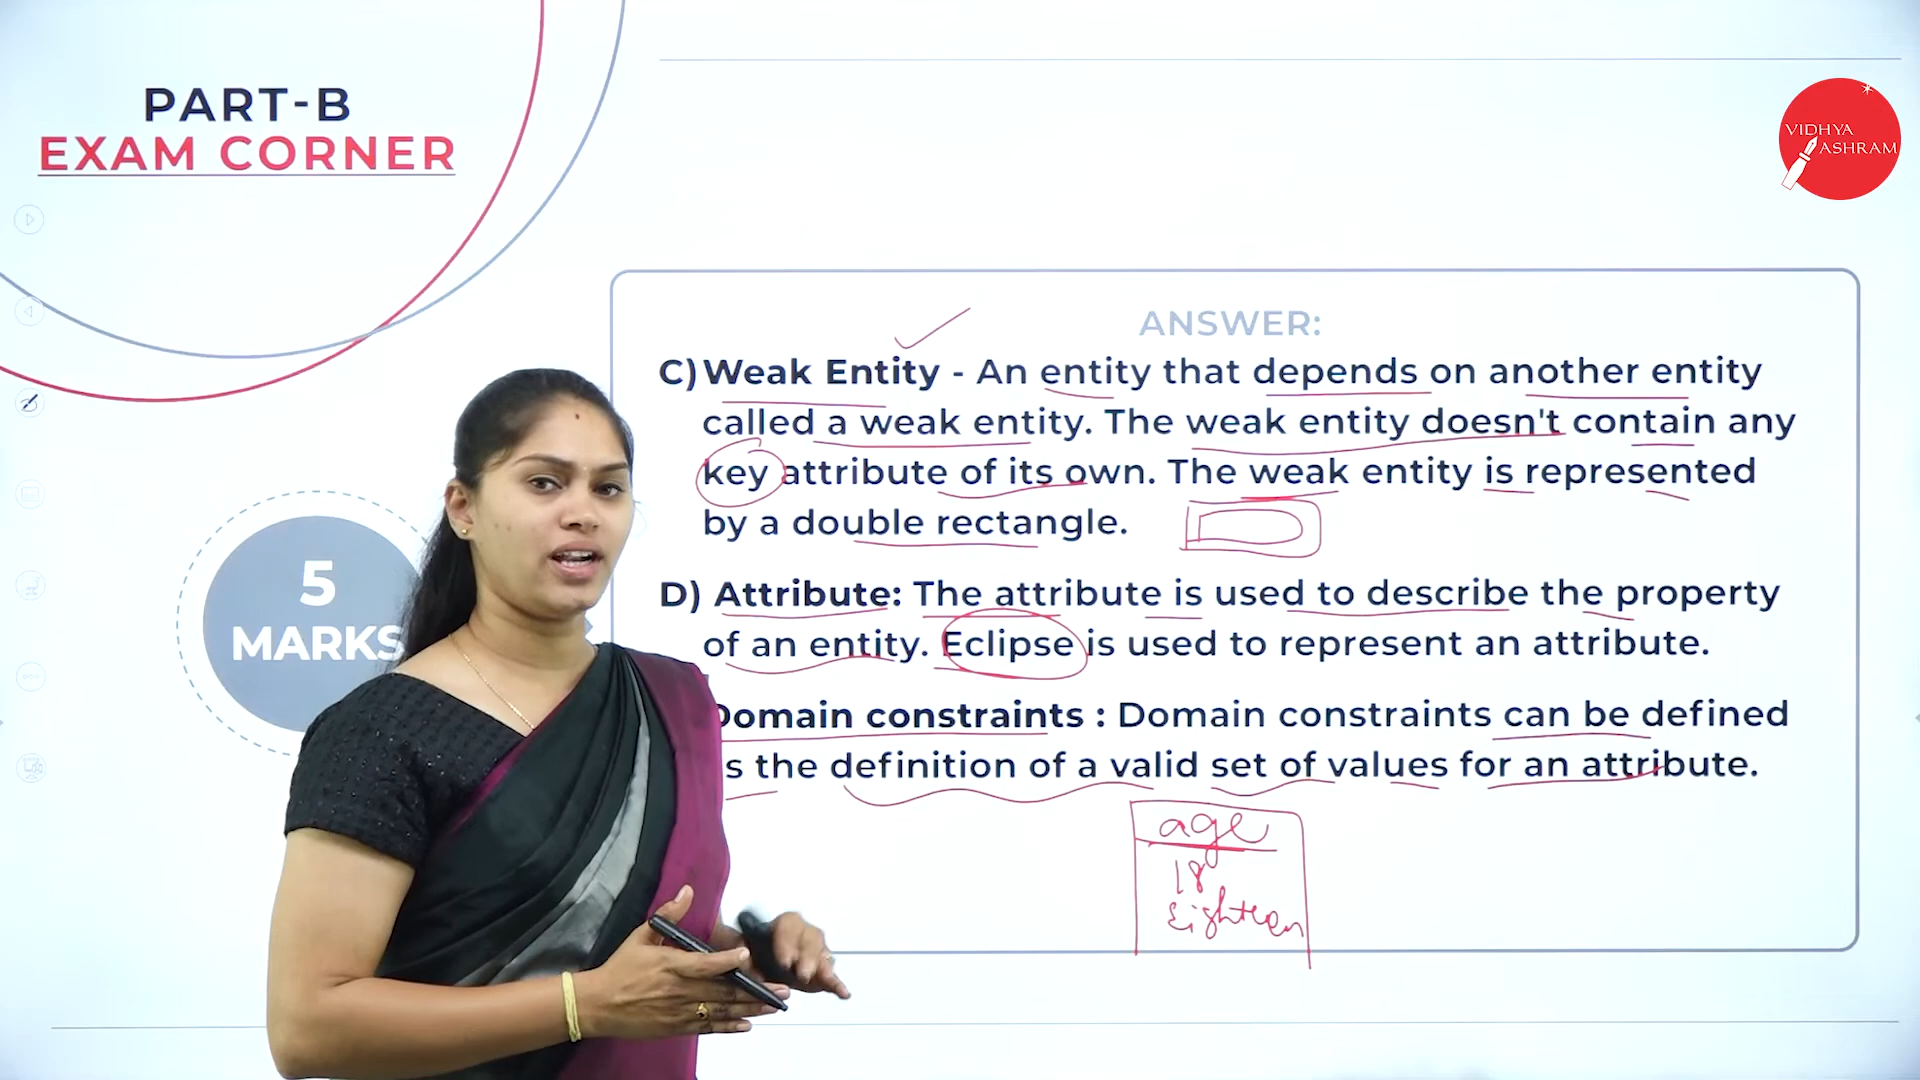 PART-B
EXAM CORNER
VIDHYA
ASHRAM
5
MARKS
ANSWER:
C) Weak Entity - An entity that depends on another entity
called a weak entity. The weak entity doesn't contain any
key attribute of its own. The weak entity is represented
by a double rectangle.
D) Attribute: The attribute is used to describe the property
of an entity. Eclipse is used to represent an attribute.
Domain constraints : Domain constraints can be defined
s the definition of a valid set of values for an attribute.
age
18
Eighteen